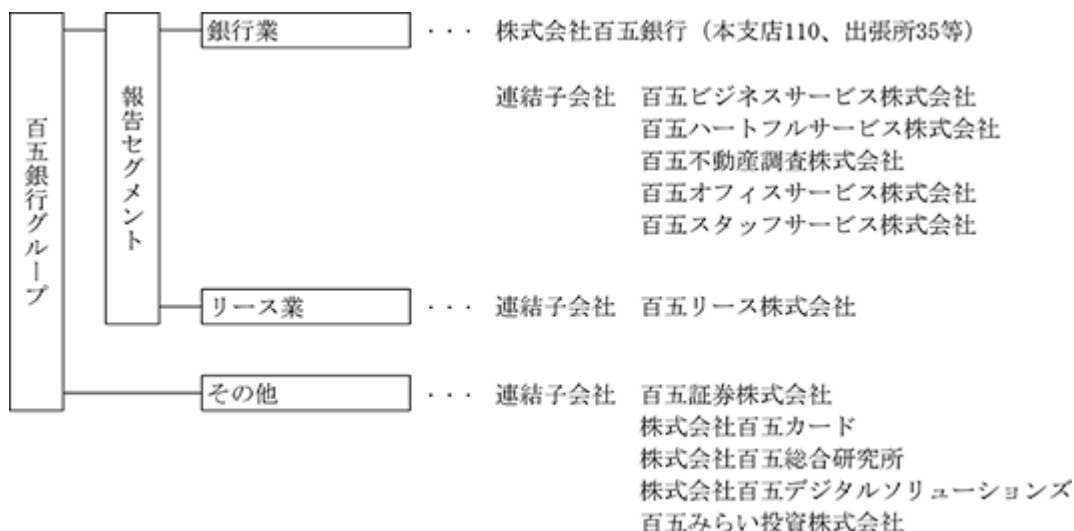 百五銀行グループ
報告セグメント
銀行業 ··· 株式会社百五銀行（本支店110、出張所35等）
連結子会社 百五ビジネスサービス株式会社
百五ハートフルサービス株式会社
百五不動産調査株式会社
百五オフィスサービス株式会社
百五スタッフサービス株式会社
リース業 ··· 連結子会社 百五リース株式会社
その他 ··· 連結子会社 百五証券株式会社
株式会社百五カード
株式会社百五総合研究所
株式会社百五デジタルソリューションズ
百五みらい投資株式会社